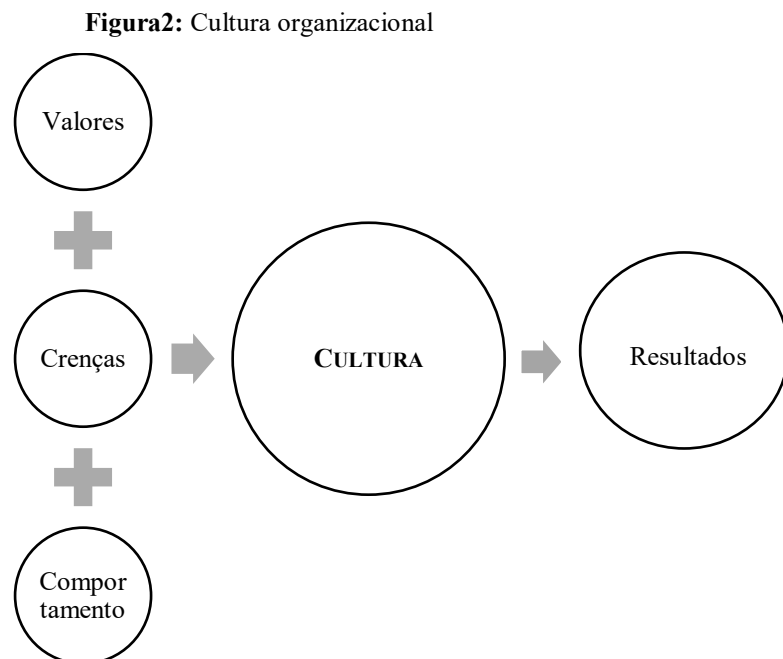 Figura2: Cultura organizacional
Valores
Crenças
CULTURA
Resultados
Compor
tamento